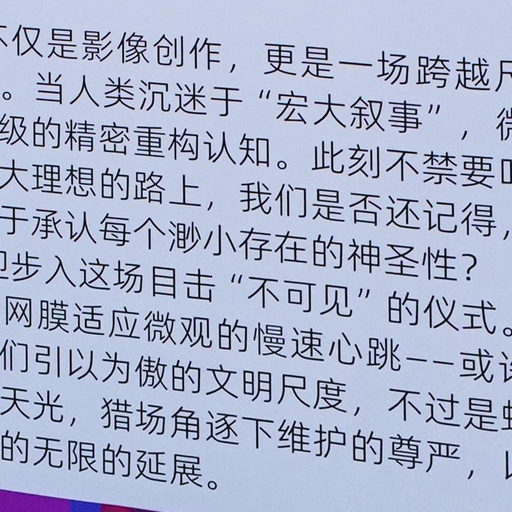 不仅是影像创作，更是一场跨越尺
。当人类沉迷于“宏大叙事”，微
级的精密重构认知。此刻不禁要叩
大理想的路上，我们是否还记得，
于承认每个渺小存在的神圣性？
迎步入这场目击“不可见”的仪式。
网膜适应微观的慢速心跳——或许
们引以为傲的文明尺度，不过是
天光，猎场角逐下维护的尊严，以
的无限的延展。